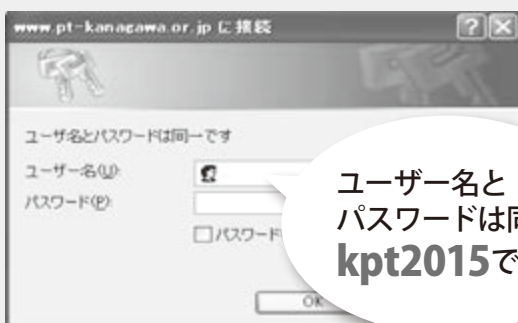 www.pt-kanagawa.or.jp に接続
ユーザ名とパスワードは同一です
ユーザー名(U):
パスワード(P):
パスワード
OK
ユーザー名と
パスワードは同
kpt2015で